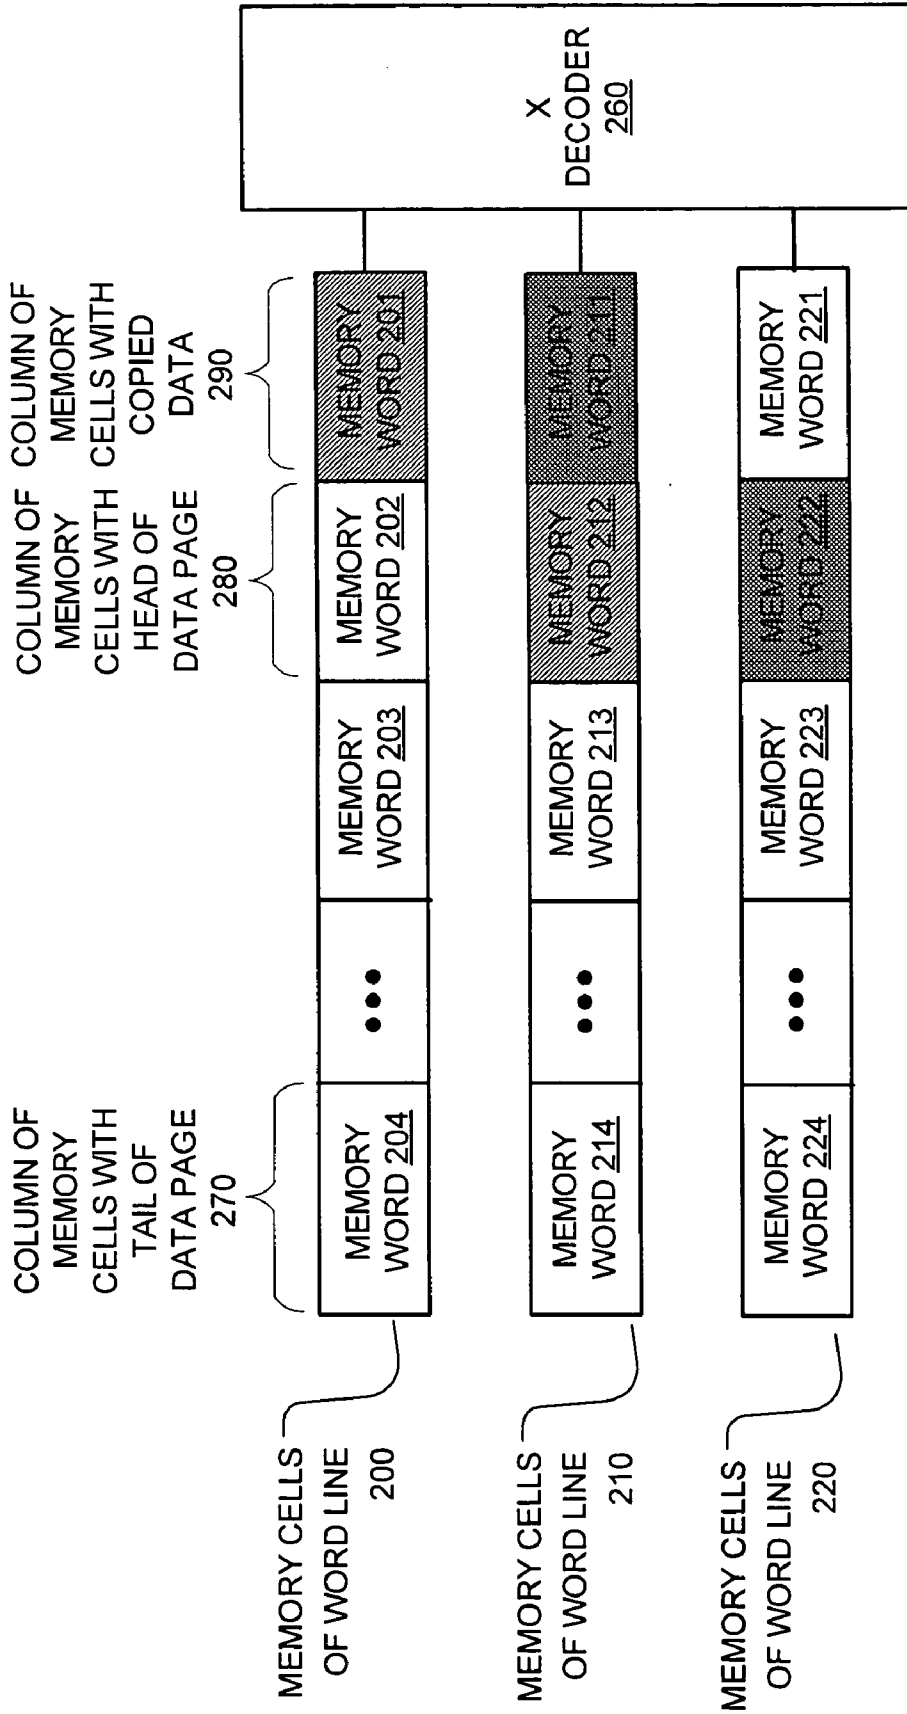 COLUMN OF
MEMORY
CELLS WITH
TAIL OF
DATA PAGE
270
COLUMN OF
MEMORY
CELLS WITH
HEAD OF
DATA PAGE
280
COLUMN OF
MEMORY
CELLS WITH
COPIED
DATA
290
MEMORY CELLS
OF WORD LINE
200
MEMORY
WORD 204
•••
MEMORY
WORD 203
MEMORY
WORD 202
MEMORY
WORD 201
MEMORY CELLS
OF WORD LINE
210
MEMORY
WORD 214
•••
MEMORY
WORD 213
MEMORY
WORD 212
MEMORY
WORD 211
MEMORY CELLS
OF WORD LINE
220
MEMORY
WORD 224
•••
MEMORY
WORD 223
MEMORY
WORD 222
MEMORY
WORD 221
X
DECODER
260